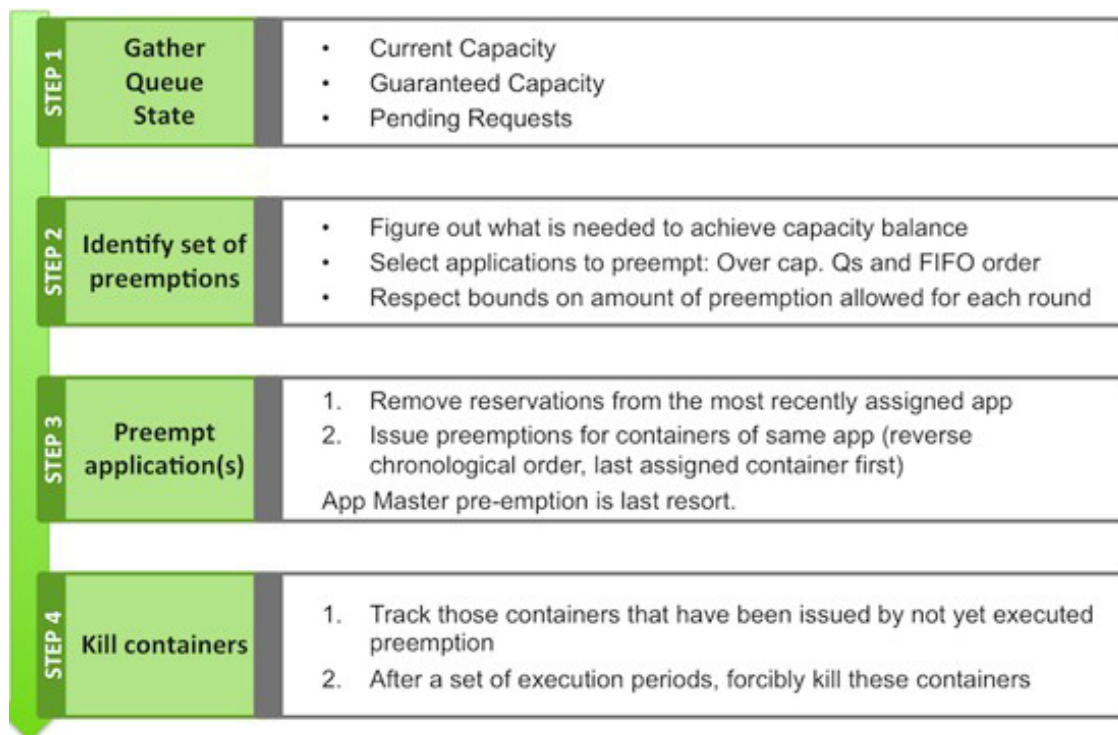 STEP 1
Gather
Queue
State
• Current Capacity
• Guaranteed Capacity
• Pending Requests
STEP 2
Identify set of
preemptions
• Figure out what is needed to achieve capacity balance
• Select applications to preempt: Over cap. Qs and FIFO order
• Respect bounds on amount of preemption allowed for each round
STEP 3
Preempt
application(s)
1. Remove reservations from the most recently assigned app
2. Issue preemptions for containers of same app (reverse
chronological order, last assigned container first)
App Master pre-emption is last resort.
STEP 4
Kill containers
1. Track those containers that have been issued by not yet executed
preemption
2. After a set of execution periods, forcibly kill these containers